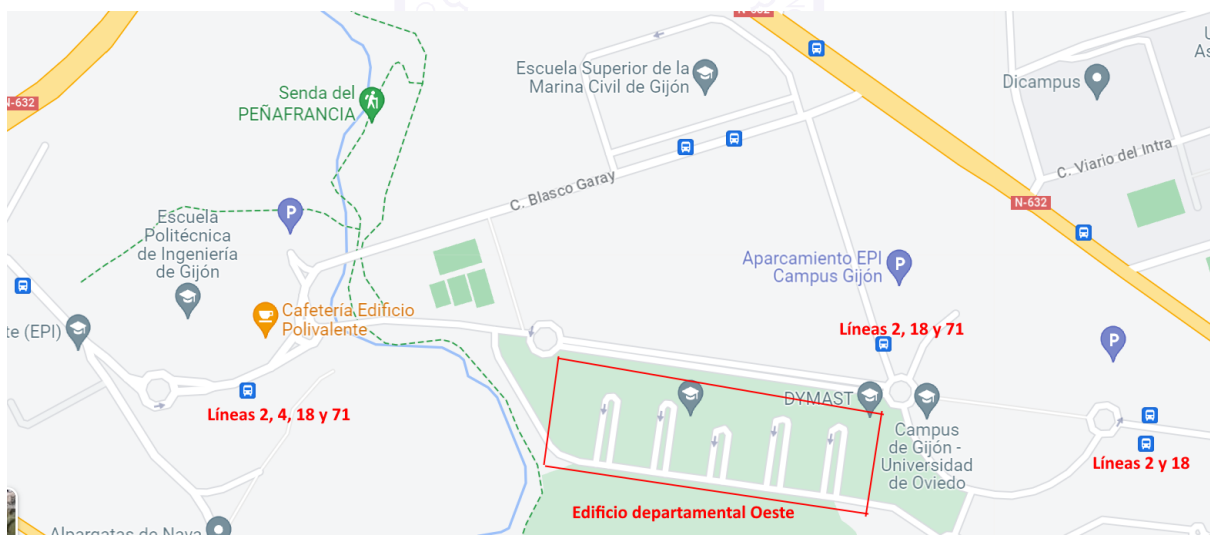 N-632
Escuela Superior de la
Marina Civil de Gijón
Dicampus
As
Senda del
PEÑAFRANCIA
N-632
C. Viario del Intra
C. Blasco Garay
N-632
P
Escuela
Politécnica
de Ingeniería
de Gijón
Aparcamiento EPI
Campus Gijón
P
Cafetería Edificio
Polivalente
te (EPI)
Líneas 2, 18 y 71
P
DYMAST
Líneas 2, 4, 18 y 71
Campus
de Gijón -
Universidad
de Oviedo
Líneas 2 y 18
Edificio departamental Oeste
Alpargatas de Nava